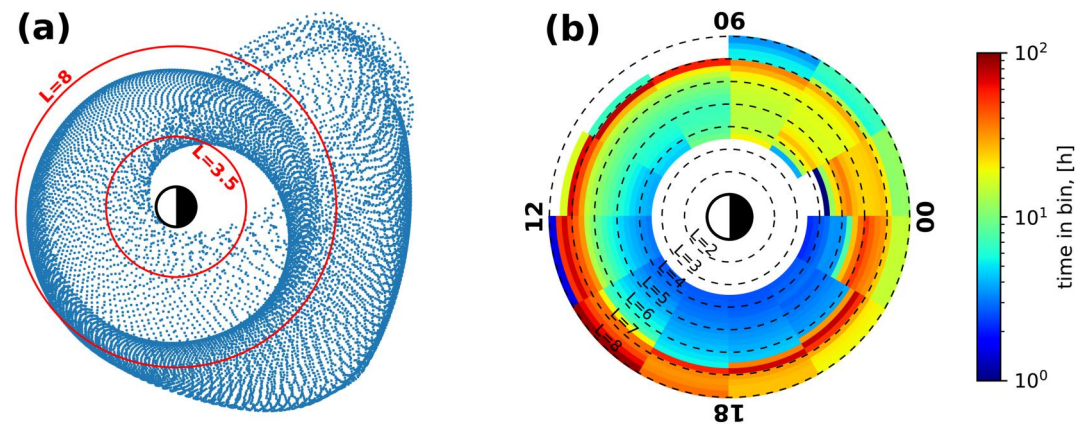 (a)
L=8
L=3.5
(b)
06
12
00
18
L=2
L=3
L=4
L=5
L=6
L=7
L=8
10²
10¹
10⁰
time in bin, [h]